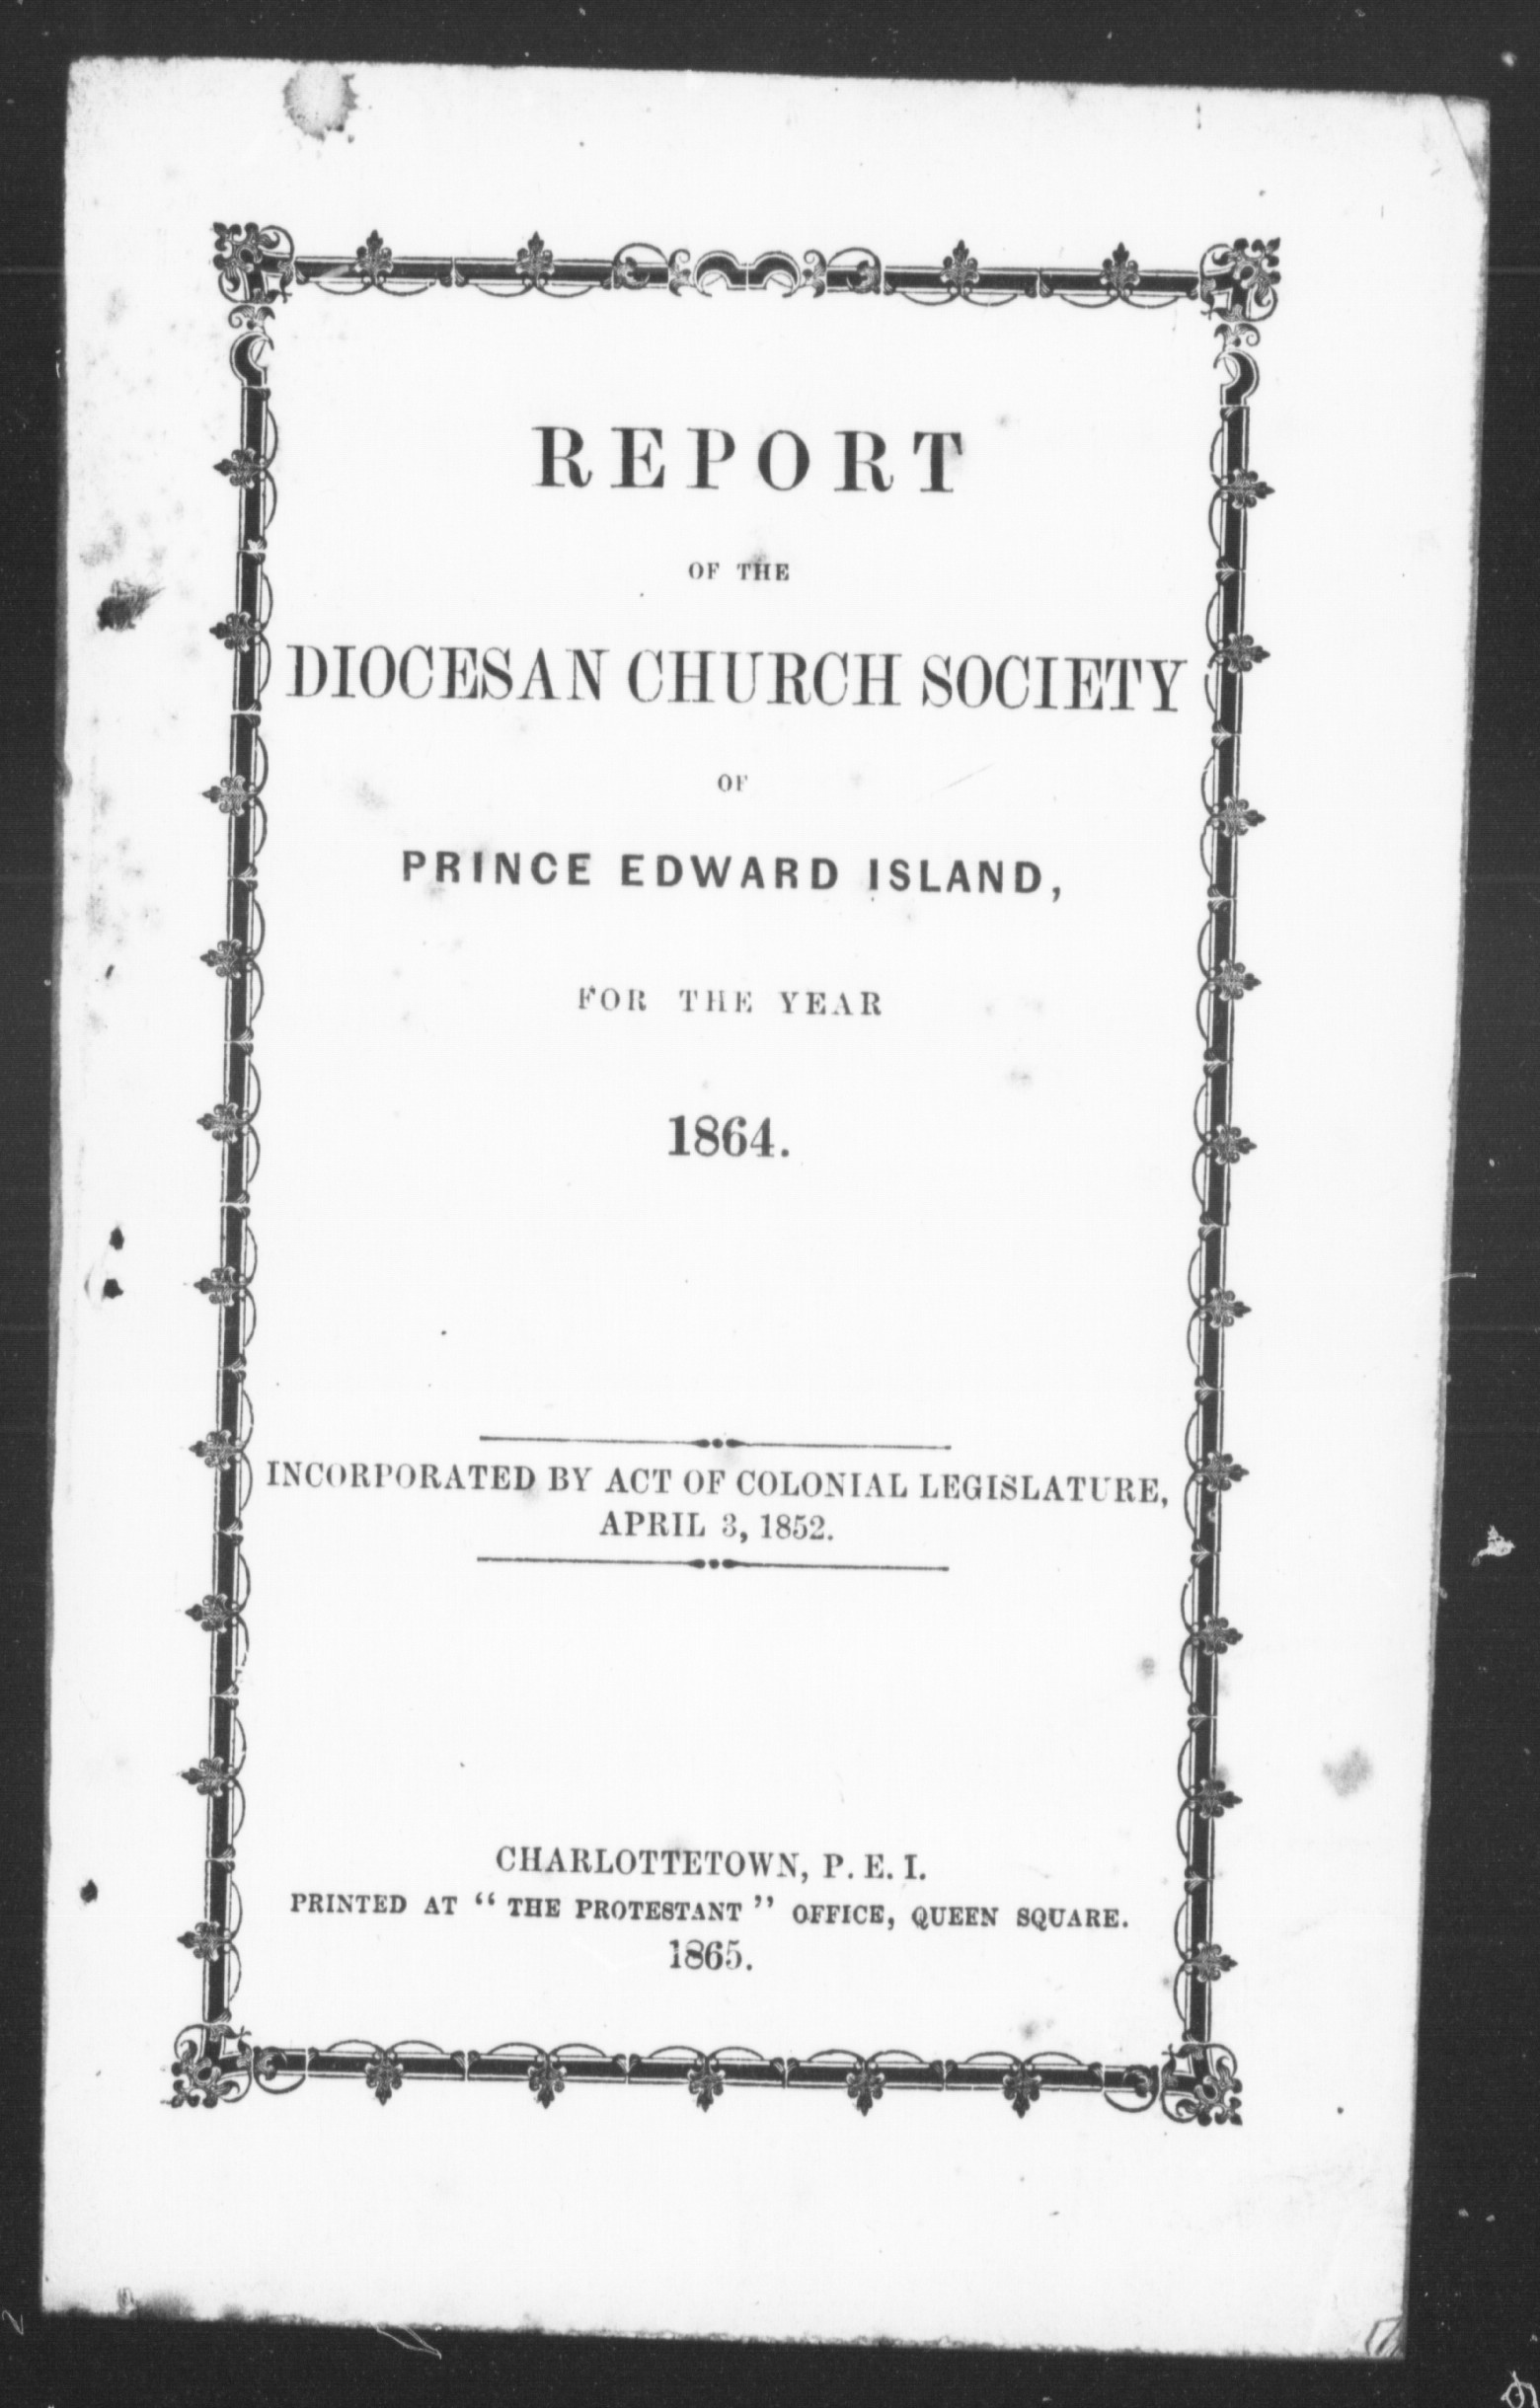 REPORT
OF THE
DIOCESAN CHURCH SOCIETY
OF
PRINCE EDWARD ISLAND,
FOR THE YEAR
1864.
INCORPORATED BY ACT OF COLONIAL LEGISLATURE,
APRIL 3, 1852.
CHARLOTTETOWN, P. E. I.
PRINTED AT “ THE PROTESTANT ” OFFICE, QUEEN SQUARE.
1865.